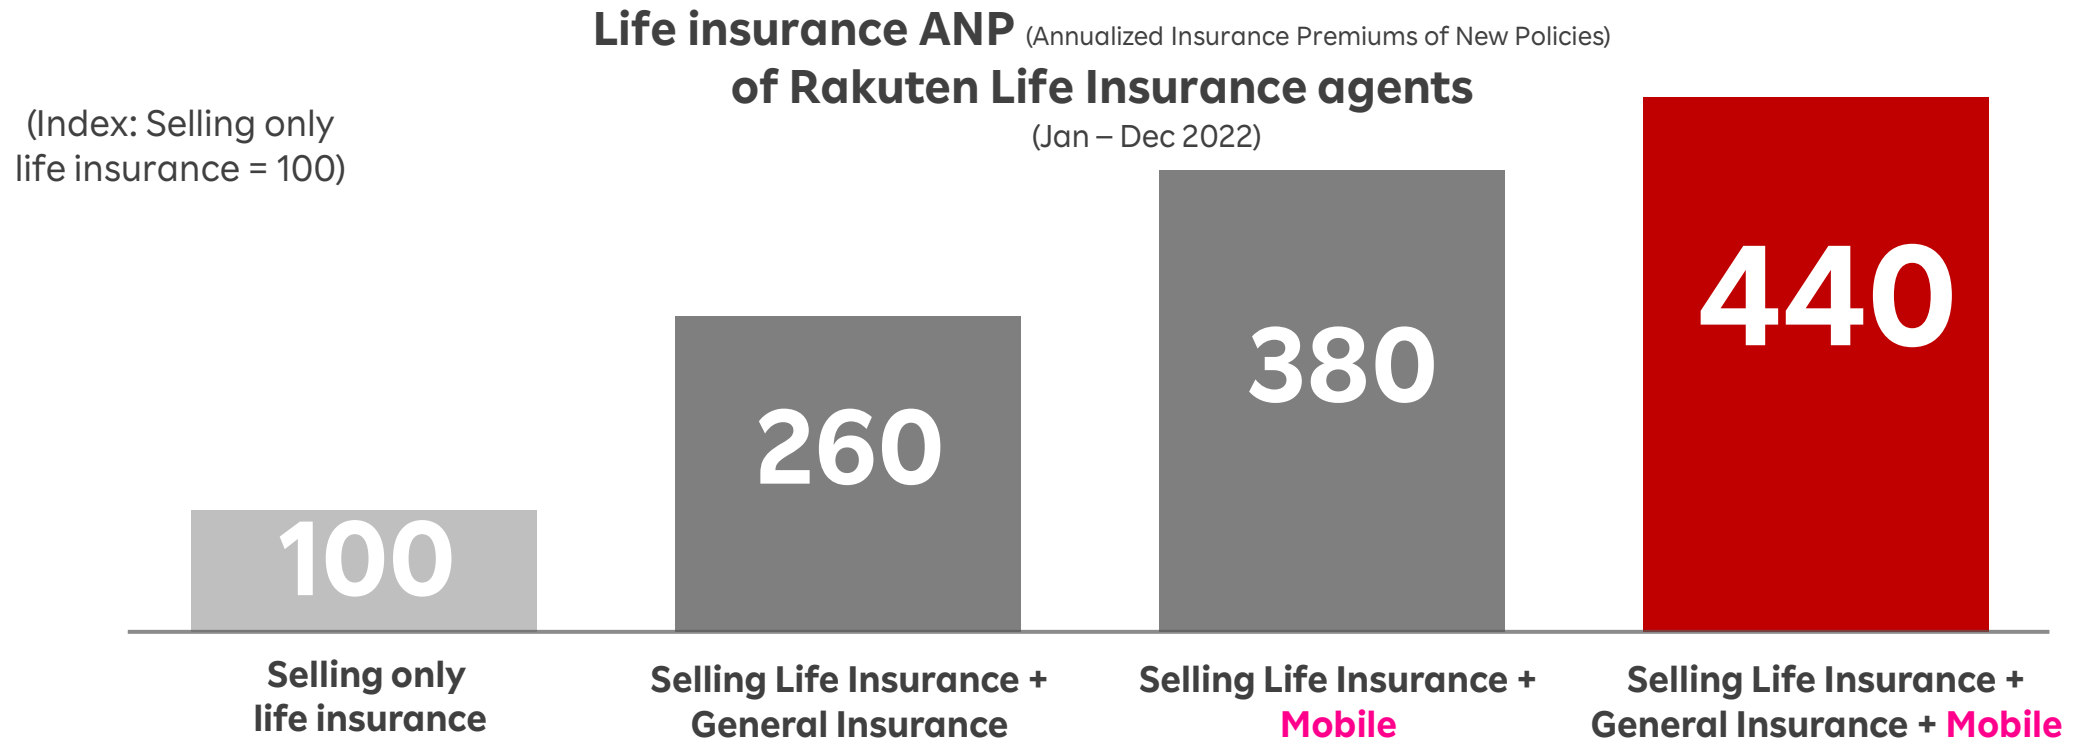 Life insurance ANP (Annualized Insurance Premiums of New Policies)
of Rakuten Life Insurance agents
(Jan – Dec 2022)
(Index: Selling only
life insurance = 100)
100
260
380
440
Selling only
life insurance
Selling Life Insurance +
General Insurance
Selling Life Insurance +
Mobile
Selling Life Insurance +
General Insurance + Mobile